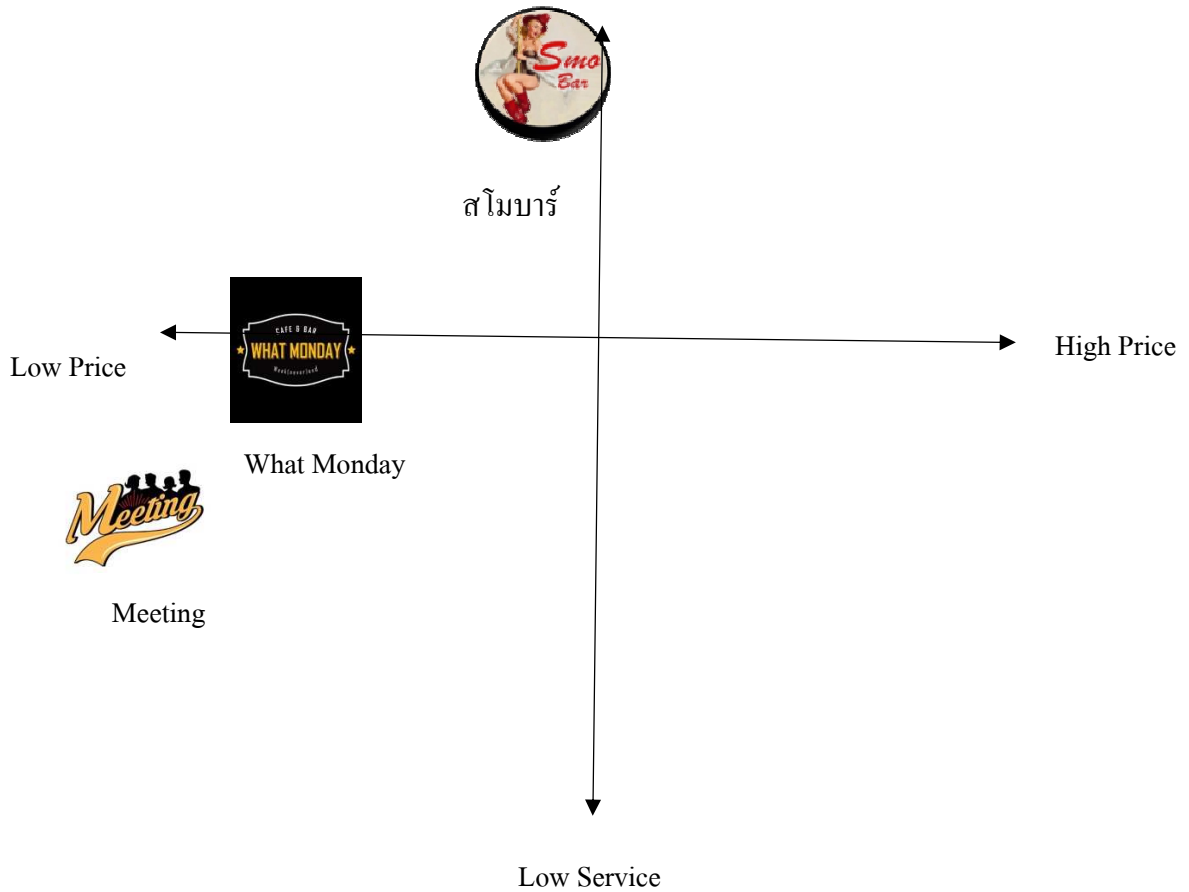 Smo
Bar
สโมบาร์
CAFE & BAR
WHAT MONDAY
Low Price
High Price
What Monday
Meeting
Meeting
Low Service